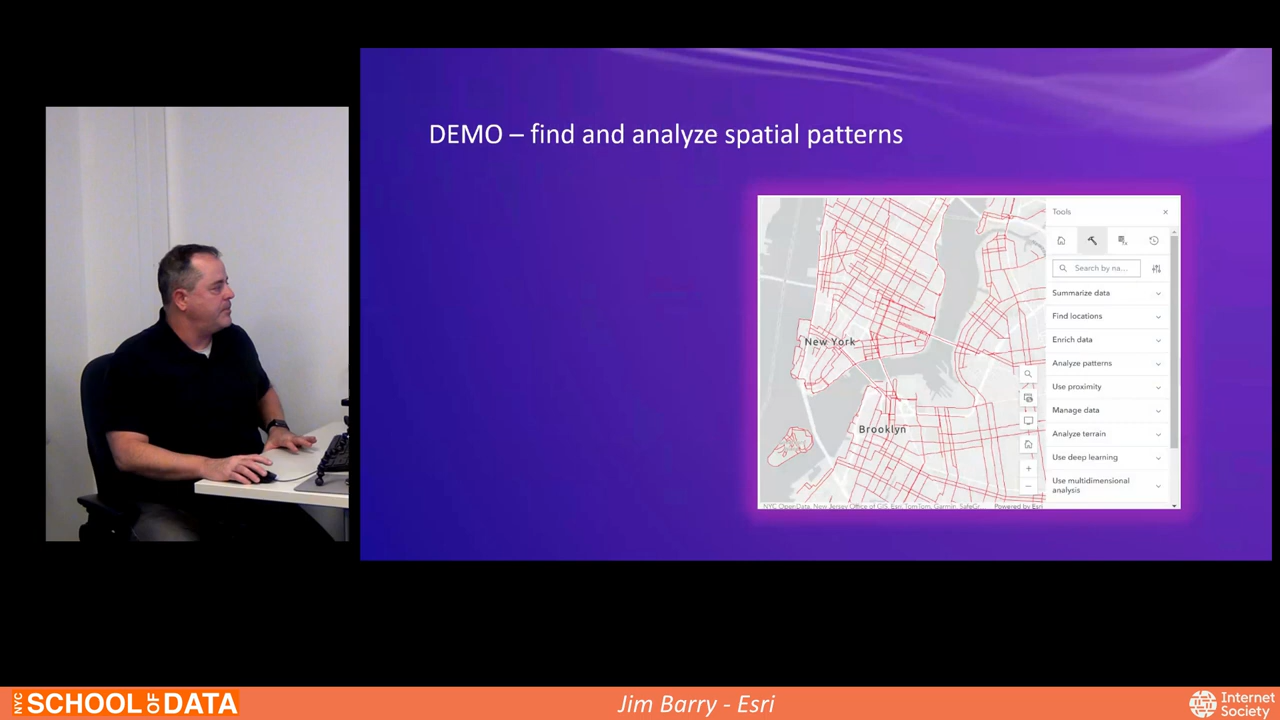 DEMO – find and analyze spatial patterns
Tools
Search by na...
Summarize data
Find locations
Enrich data
Analyze patterns
Use proximity
Manage data
Analyze terrain
Use deep learning
Use multidimensional
analysis
New York
Brooklyn
NYC OpenData, New Jersey Office of GIS, Esri, TomTom, Garmin, SafeGr...
Powered by Esri
NYC SCHOOL OF DATA
Jim Barry - Esri
Internet
Society